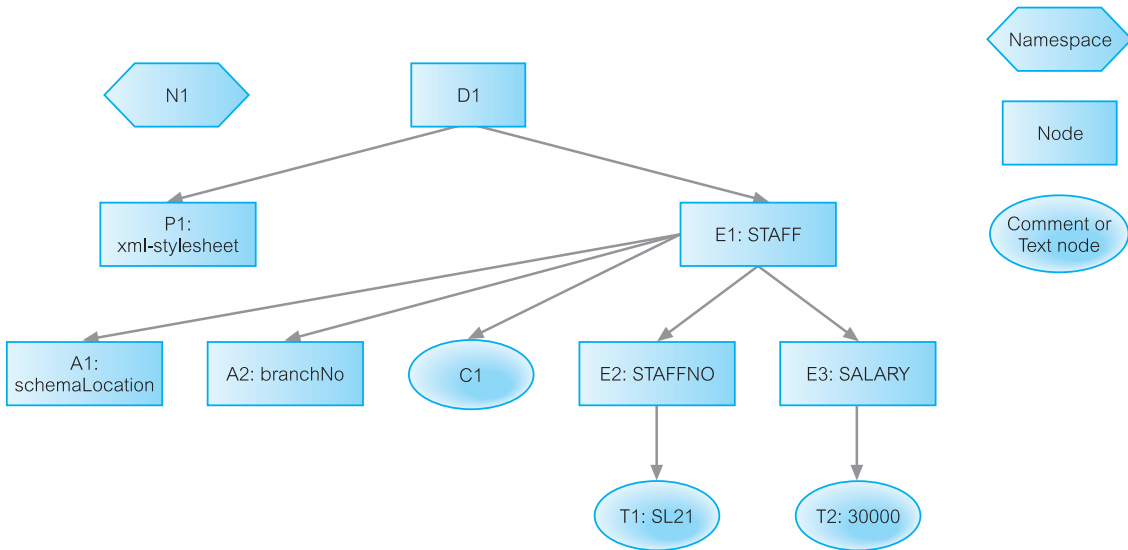 N1
D1
Namespace
Node
P1:
xml-stylesheet
E1: STAFF
Comment or
Text node
A1:
schemaLocation
A2: branchNo
C1
E2: STAFFNO
E3: SALARY
T1: SL21
T2: 30000